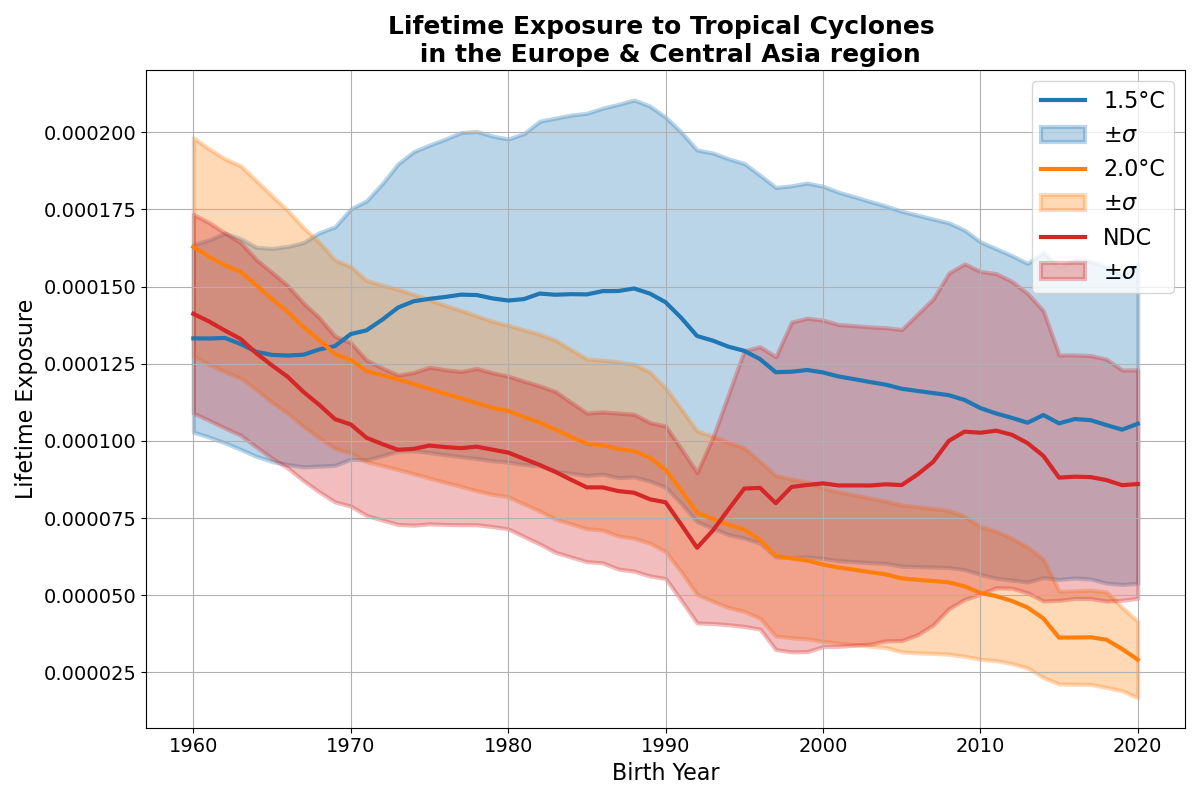 Lifetime Exposure to Tropical Cyclones
in the Europe & Central Asia region
1.5°C
±σ
2.0°C
±σ
NDC
±σ
Lifetime Exposure
0.000200
0.000175
0.000150
0.000125
0.000100
0.000075
0.000050
0.000025
1960 1970 1980 1990 2000 2010 2020
Birth Year